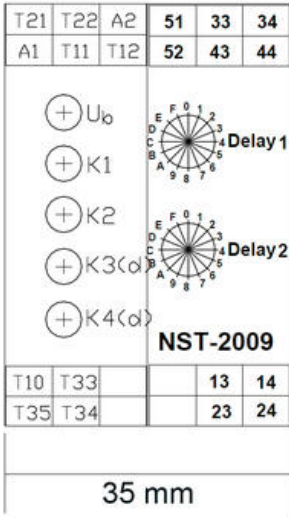 T21 T22 A2 51 33 34
A1 T11 T12 52 43 44
Ub
K1
K2
K3(d)
K4(d)
0 1 2 3 4 5 6 7 8 9 A B C D E F
Delay 1
0 1 2 3 4 5 6 7 8 9 A B C D E F
Delay 2
NST-2009
T10 T33 13 14
T35 T34 23 24
35 mm